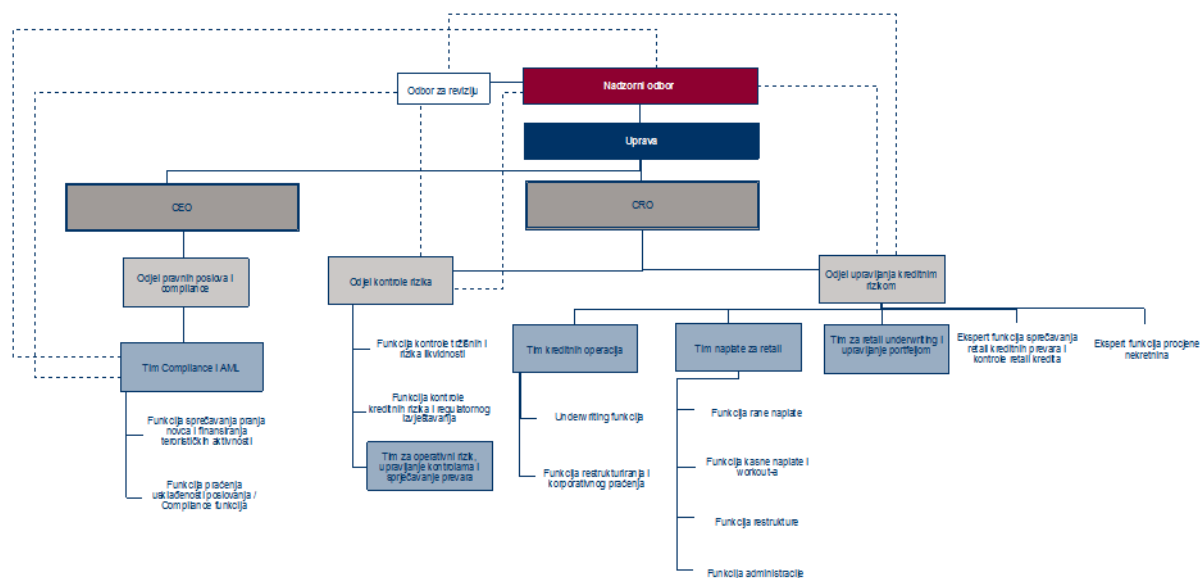 Nadzorni odbor
Odbor za reviziju
Uprava
CEO
CRO
Odjel pravnih poslova i
compliance
Odjel kontrole rizika
Odjel upravljanja kreditnim
rizikom
Tim Compliance i AML
Funkcija sprečavanja pranja
novca i finansiranja
terorističkih aktivnosti
Funkcija praćenja
usklađenosti poslovanja /
Compliance funkcija
Funkcija kontrole tržišnih i
rizika likvidnosti
Funkcija kontrole
kreditnih rizika i regulatornog
izvještavanja
Tim za operativni rizik,
upravljanje kontrolama i
sprječavanje prevara
Tim kreditnih operacija
Underwriting funkcija
Funkcija restrukturiranja i
korporativnog praćenja
Tim naplate za retail
Funkcija rane naplate
Funkcija kasne naplate i
workout-a
Funkcija restrukture
Funkcija administracije
Tim za retail underwriting i
upravljanje portfeljom
Ekspert funkcija sprečavanja
retail kreditnih prevara i
kontrole retail kredita
Ekspert funkcija procjene
nekretnina